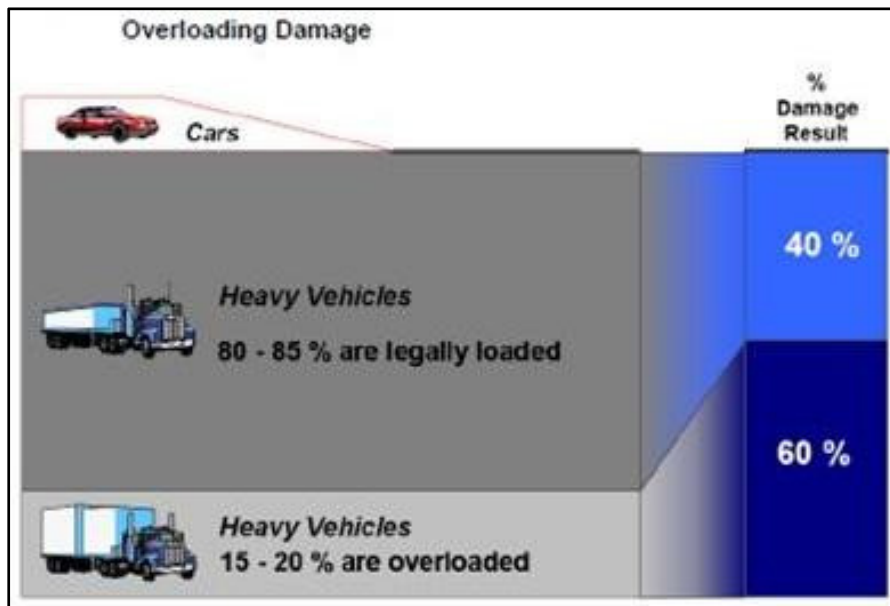 Overloading Damage
%
Damage
Result
Cars
40 %
Heavy Vehicles
80 - 85 % are legally loaded
60 %
Heavy Vehicles
15 - 20 % are overloaded